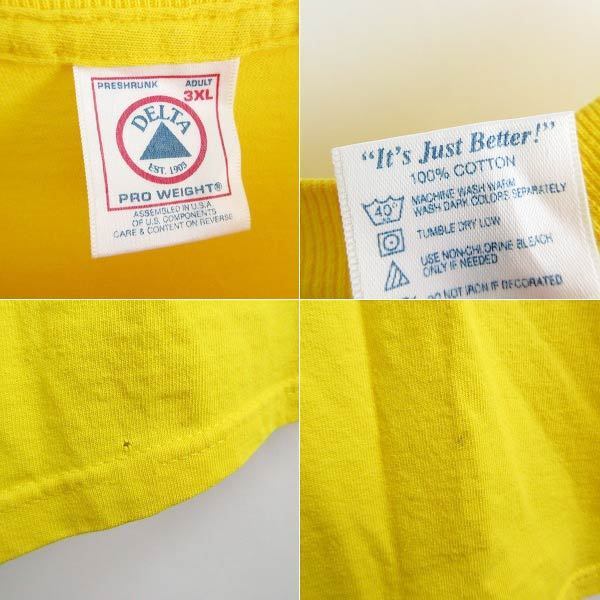 PRESHRUNK ADULT
3XL
DELTA
EST. 1903
PRO WEIGHT®
ASSEMBLED IN U.S.A.
OF U.S. COMPONENTS
CARE & CONTENT ON REVERSE
"It's Just Better!"
100% COTTON
40°
MACHINE WASH WARM
WASH DARK COLORS SEPARATELY
TUMBLE DRY LOW
USE NON-CHLORINE BLEACH
ONLY IF NEEDED
DO NOT IRON IF DECORATED